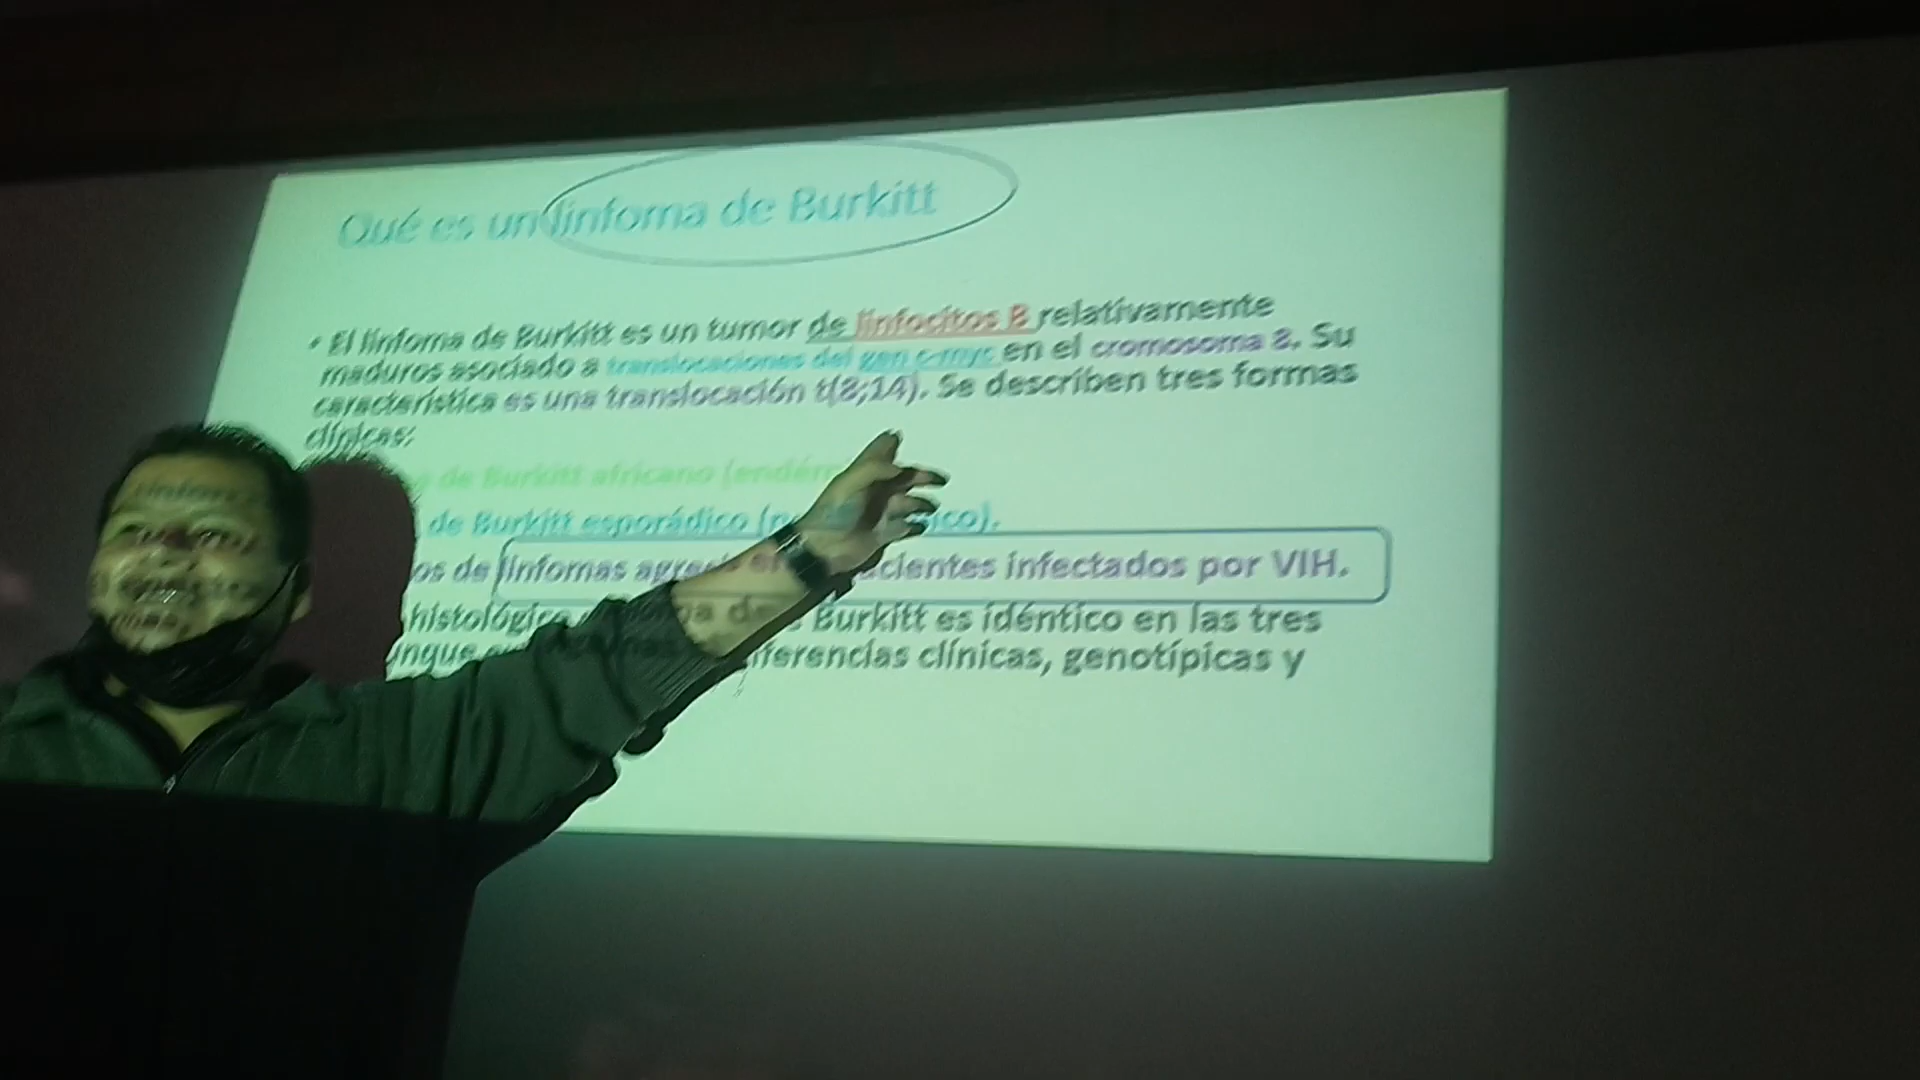 Qué es un linfoma de Burkitt
• El linfoma de Burkitt es un tumor de linfocitos B relativamente
maduros asociado a translocaciones del gen c-myc en el cromosoma 8. Su
característica es una translocación t(8;14). Se describen tres formas
clínicas:
de Burkitt africano
de Burkitt esporádico
de linfomas pacientes infectados por VIH.
Burkitt es idéntico en las tres
clínicas, genotípicas y